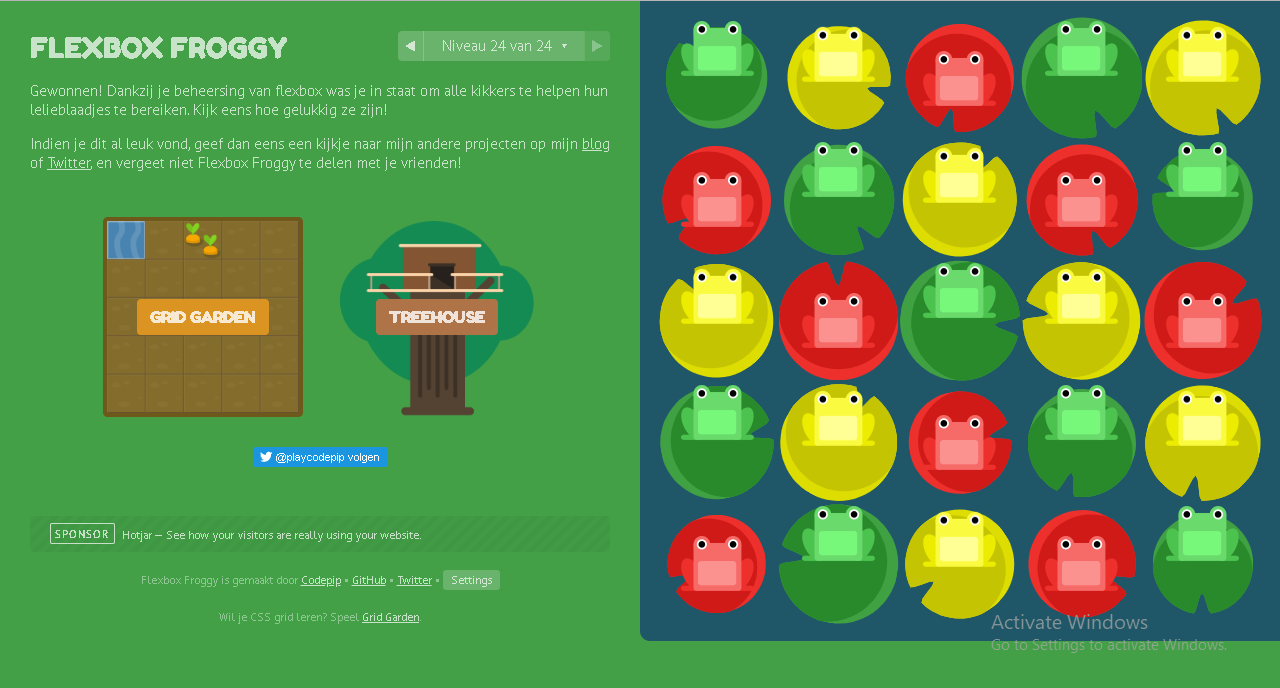 FLEXBOX FROGGY
Niveau 24 van 24
Gewonnen! Dankzij je beheersing van flexbox was je in staat om alle kikkers te helpen hun
lelieblaadjes te bereiken. Kijk eens hoe gelukkig ze zijn!
Indien je dit al leuk vond, geef dan eens een kijkje naar mijn andere projecten op mijn blog
of Twitter, en vergeet niet Flexbox Froggy te delen met je vrienden!
GRID GARDEN
TREEHOUSE
@playcodepip volgen
SPONSOR Hotjar — See how your visitors are really using your website.
Flexbox Froggy is gemaakt door Codepip • GitHub • Twitter • Settings
Wil je CSS grid leren? Speel Grid Garden.
Activate Windows
Go to Settings to activate Windows.